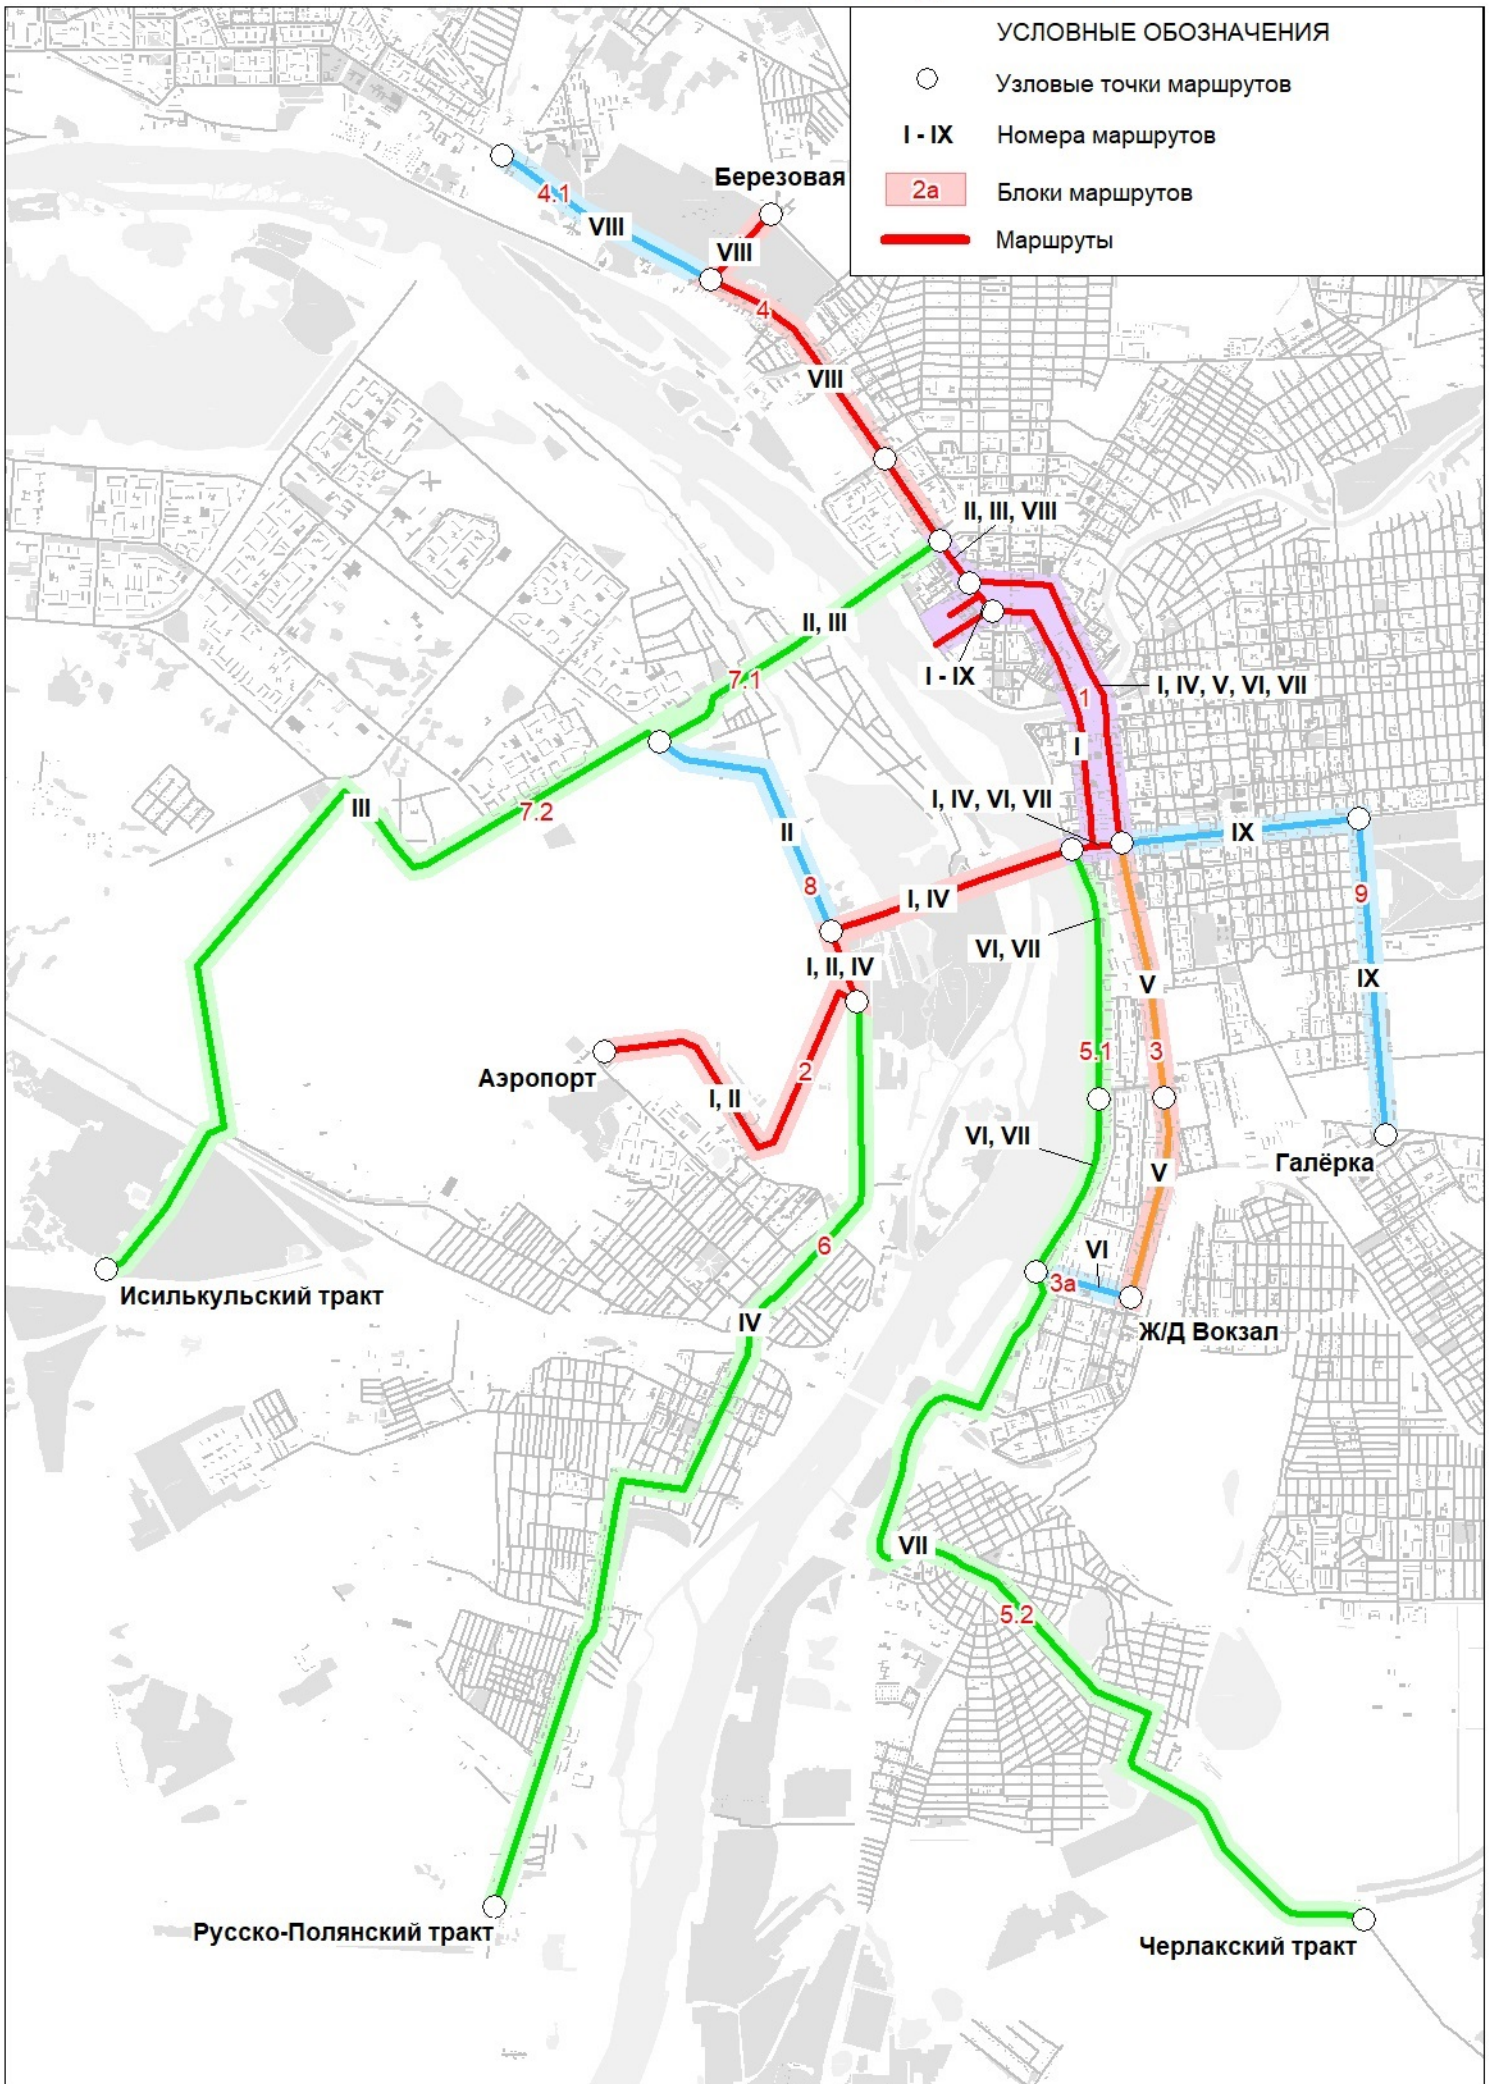 УСЛОВНЫЕ ОБОЗНАЧЕНИЯ
Узловые точки маршрутов
I - IX Номера маршрутов
2а Блоки маршрутов
Маршруты
4.1
Березовая
VIII
VIII
4
VIII
II, III, VIII
II, III
I - IX
7.1
I, IV, V, VI, VII
1
I
III
7.2
I, IV, VI, VII
II
IX
8
I, IV
9
VI, VII
I, II, IV
V
IX
5.1
3
2
Аэропорт
I, II
VI, VII
Галёрка
V
6
VI
3а
Исилькульский тракт
IV
Ж/Д Вокзал
VII
5.2
Русско-Полянский тракт
Черлакский тракт